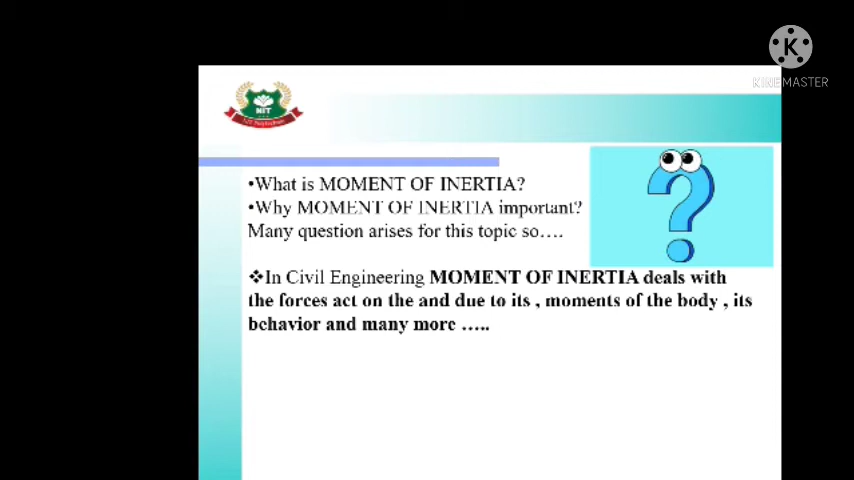 KINEMASTER
NIT
•What is MOMENT OF INERTIA?
•Why MOMENT OF INERTIA important?
Many question arises for this topic so….
❖In Civil Engineering MOMENT OF INERTIA deals with
the forces act on the and due to its , moments of the body , its
behavior and many more …..